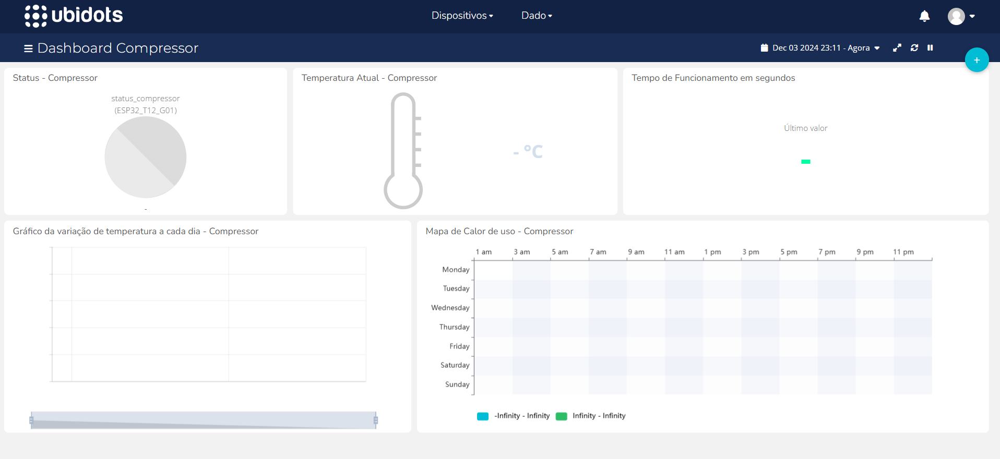 ubidots
Dispositivos
Dado
Dashboard Compressor
Dec 03 2024 23:11 - Agora
+
Status - Compressor
status_compressor
(ESP32_T12_G01)
-
Temperatura Atual - Compressor
- °C
Tempo de Funcionamento em segundos
Último valor
-
Gráfico da variação de temperatura a cada dia - Compressor
Mapa de Calor de uso - Compressor
1 am 3 am 5 am 7 am 9 am 11 am 1 pm 3 pm 5 pm 7 pm 9 pm 11 pm
Monday
Tuesday
Wednesday
Thursday
Friday
Saturday
Sunday
-Infinity - Infinity Infinity - Infinity